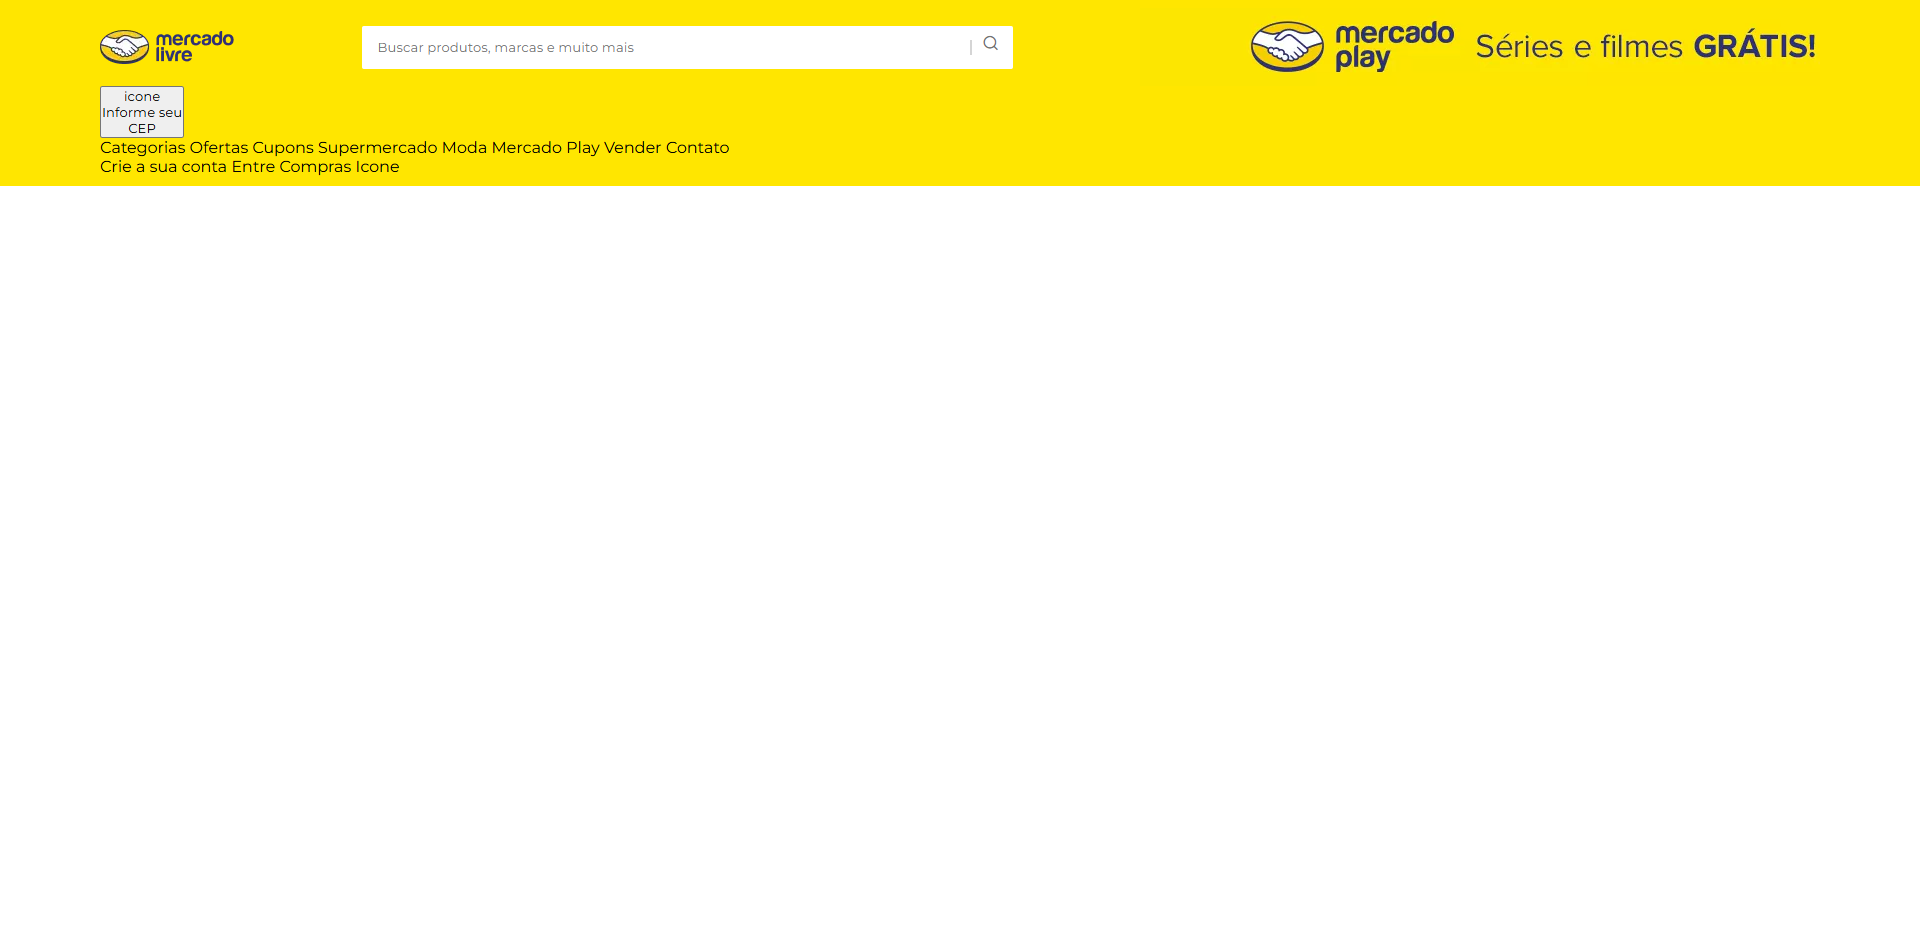 mercado
livre
Buscar produtos, marcas e muito mais
mercado
play
Séries e filmes GRÁTIS!
icone
Informe seu
CEP
Categorias Ofertas Cupons Supermercado Moda Mercado Play Vender Contato
Crie a sua conta Entre Compras Icone